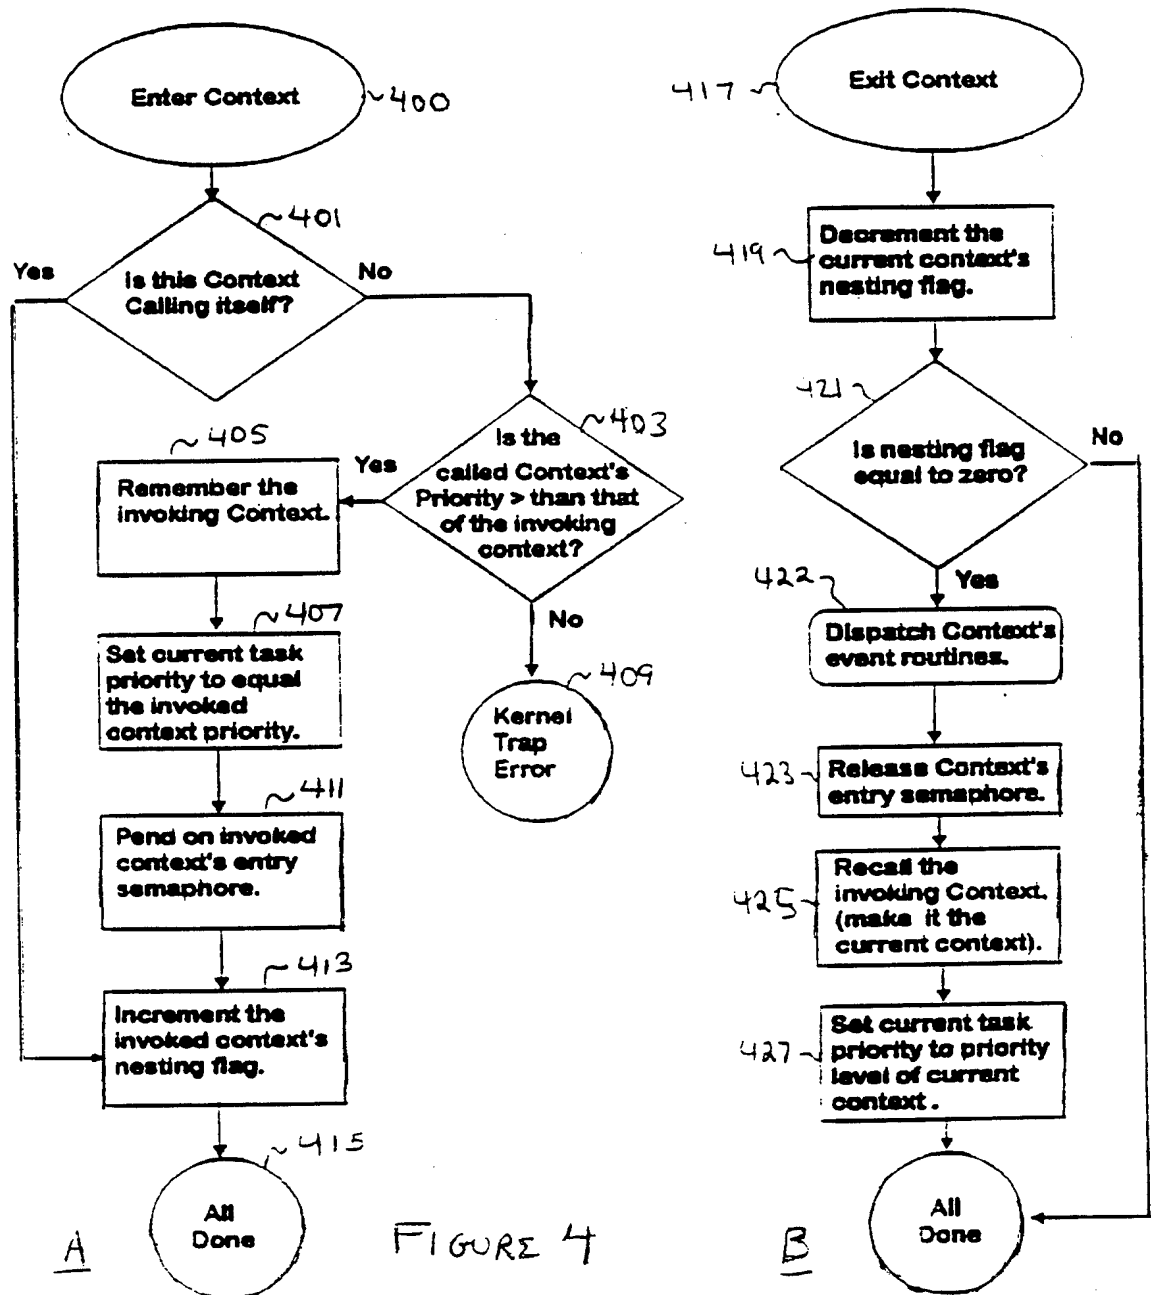 Enter Context
400
401
Is this Context
Calling itself?
Yes
No
403
Is the
called Context's
Priority > than that
of the invoking
context?
Yes
No
405
Remember the
invoking Context.
407
Set current task
priority to equal
the invoked
context priority.
409
Kernel
Trap
Error
411
Pend on invoked
context's entry
semaphore.
413
Increment the
invoked context's
nesting flag.
415
All
Done
A
FIGURE 4
Exit Context
417
419
Decrement the
current context's
nesting flag.
421
Is nesting flag
equal to zero?
No
Yes
422
Dispatch Context's
event routines.
423
Release Context's
entry semaphore.
425
Recall the
invoking Context.
(make it the
current context).
427
Set current task
priority to priority
level of current
context.
All
Done
B